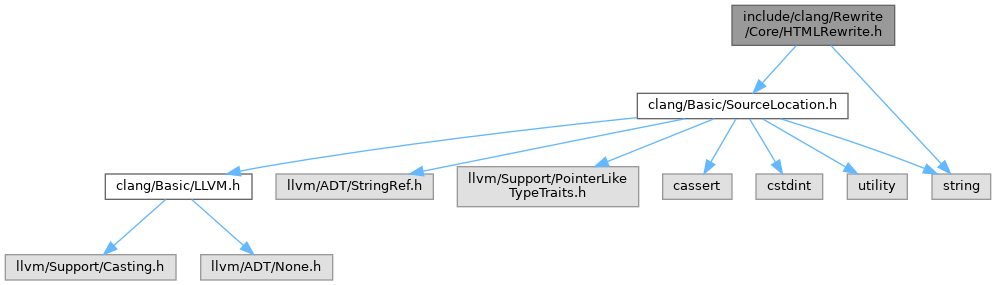 include/clang/Rewrite
/Core/HTMLRewrite.h
clang/Basic/SourceLocation.h
clang/Basic/LLVM.h
llvm/ADT/StringRef.h
llvm/Support/PointerLike
TypeTraits.h
cassert
cstdint
utility
string
llvm/Support/Casting.h
llvm/ADT/None.h